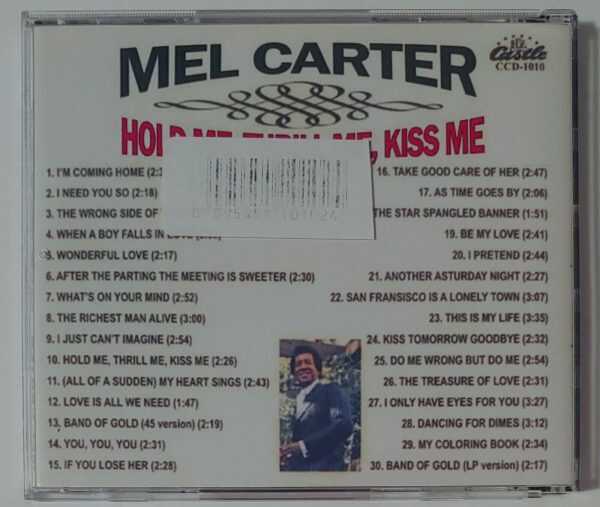 MEL CARTER
Castle
CCD-1010
KISS ME
1. I'M COMING HOME
2. I NEED YOU SO (2:18)
3. THE WRONG SIDE OF
4. WHEN A BOY FALLS IN
5. WONDERFUL LOVE (2:17)
6. AFTER THE PARTING THE MEETING IS SWEETER (2:30)
7. WHAT'S ON YOUR MIND (2:52)
8. THE RICHEST MAN ALIVE (3:00)
9. I JUST CAN'T IMAGINE (2:54)
10. HOLD ME, THRILL ME, KISS ME (2:26)
11. (ALL OF A SUDDEN) MY HEART SINGS (2:43)
12. LOVE IS ALL WE NEED (1:47)
13. BAND OF GOLD (45 version) (2:19)
14. YOU, YOU, YOU (2:31)
15. IF YOU LOSE HER (2:28)
16. TAKE GOOD CARE OF HER (2:47)
17. AS TIME GOES BY (2:06)
THE STAR SPANGLED BANNER (1:51)
19. BE MY LOVE (2:41)
20. I PRETEND (2:44)
21. ANOTHER ASTURDAY NIGHT (2:27)
22. SAN FRANSISCO IS A LONELY TOWN (3:07)
23. THIS IS MY LIFE (3:35)
24. KISS TOMORROW GOODBYE (2:32)
25. DO ME WRONG BUT DO ME (2:54)
26. THE TREASURE OF LOVE (2:31)
27. I ONLY HAVE EYES FOR YOU (3:27)
28. DANCING FOR DIMES (3:12)
29. MY COLORING BOOK (2:34)
30. BAND OF GOLD (LP version) (2:17)